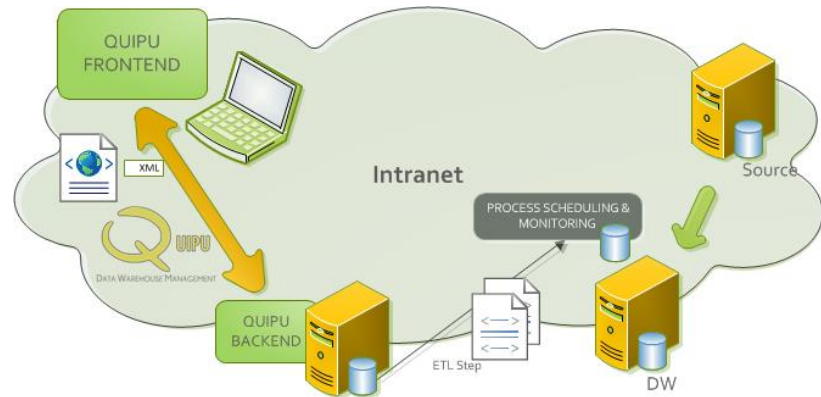 QUIPU
FRONTEND
XML
QUIPU
DATA WAREHOUSE MANAGEMENT
Intranet
Source
PROCESS SCHEDULING &
MONITORING
QUIPU
BACKEND
ETL Step
DW